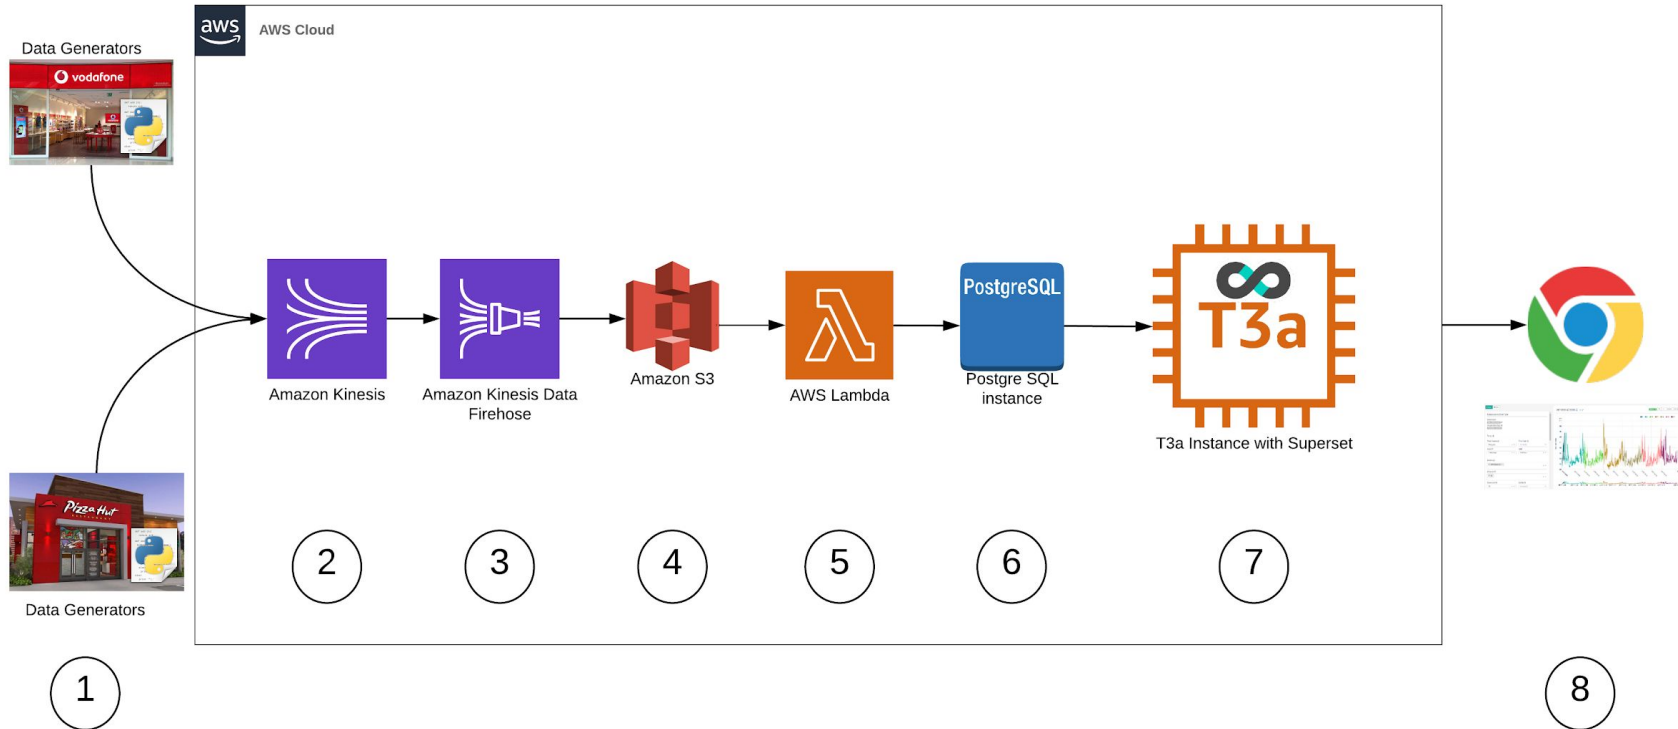 Data Generators
vodafone
aws
AWS Cloud
PostgreSQL
T3a
Amazon Kinesis
Amazon Kinesis Data
Firehose
Amazon S3
AWS Lambda
Postgre SQL
instance
T3a Instance with Superset
Pizza Hut
Data Generators
2
3
4
5
6
7
1
8